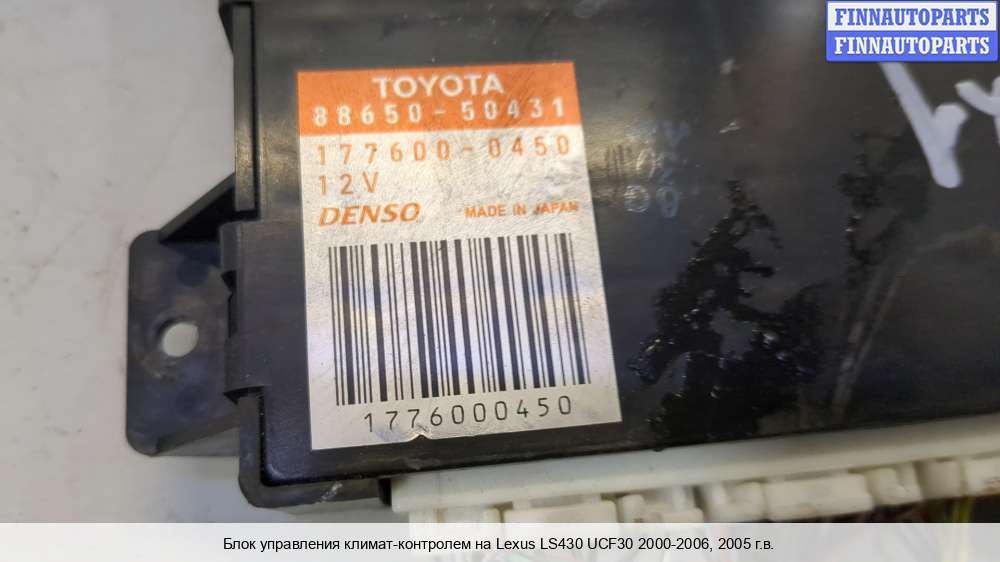 FINNAUTOPARTS
FINNAUTOPARTS
TOYOTA
88650-50431
177600-0450
12V
DENSO MADE IN JAPAN
1776000450
Блок управления климат-контролем на Lexus LS430 UCF30 2000-2006, 2005 г.в.